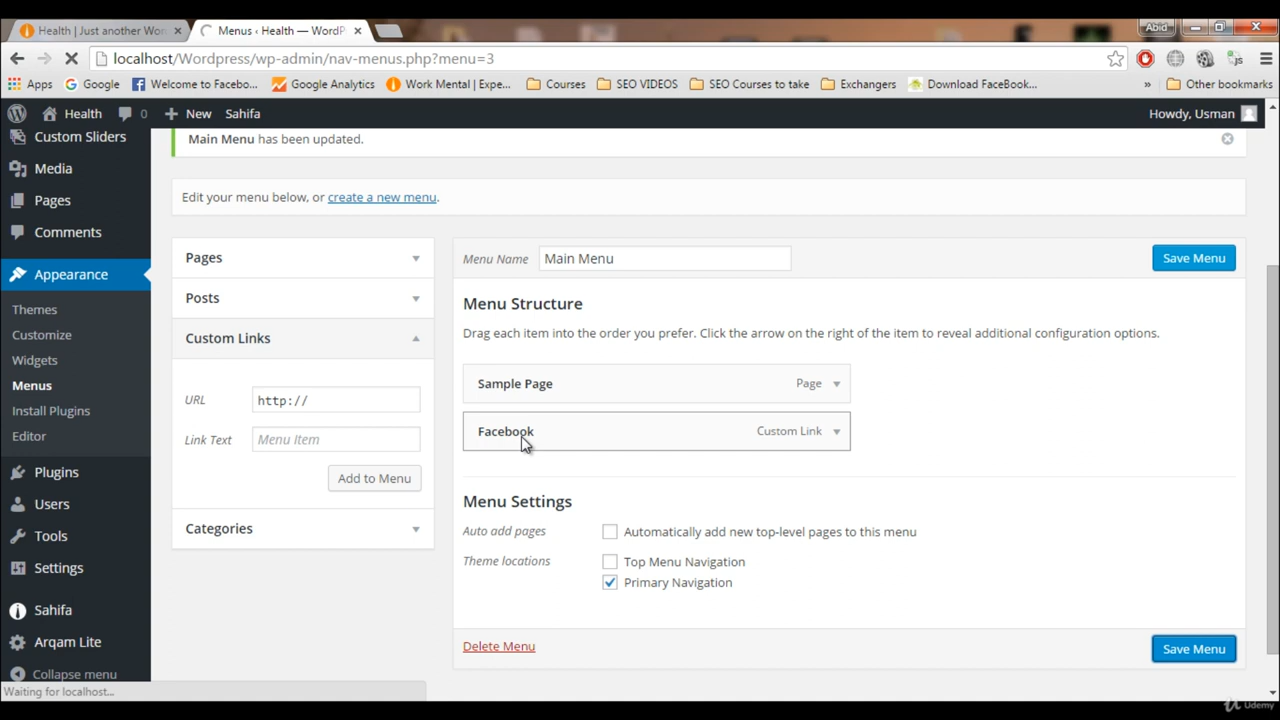 Health | Just another Wor
Menus ‹ Health — WordP
Abid
localhost/Wordpress/wp-admin/nav-menus.php?menu=3
Apps
Google
Welcome to Facebo...
Google Analytics
Work Mental | Expe...
Courses
SEO VIDEOS
SEO Courses to take
Exchangers
Download FaceBook...
»
Other bookmarks
Health
0
New
Sahifa
Howdy, Usman
Custom Sliders
Media
Pages
Comments
Appearance
Themes
Customize
Widgets
Menus
Install Plugins
Editor
Plugins
Users
Tools
Settings
Sahifa
Arqam Lite
Collapse menu
Main Menu has been updated.
Edit your menu below, or create a new menu.
Pages
Posts
Custom Links
URL http://
Link Text Menu Item
Add to Menu
Categories
Menu Name Main Menu
Save Menu
Menu Structure
Drag each item into the order you prefer. Click the arrow on the right of the item to reveal additional configuration options.
Sample Page Page
Facebook Custom Link
Menu Settings
Auto add pages Automatically add new top-level pages to this menu
Theme locations Top Menu Navigation
Primary Navigation
Delete Menu
Save Menu
Waiting for localhost...
Udemy